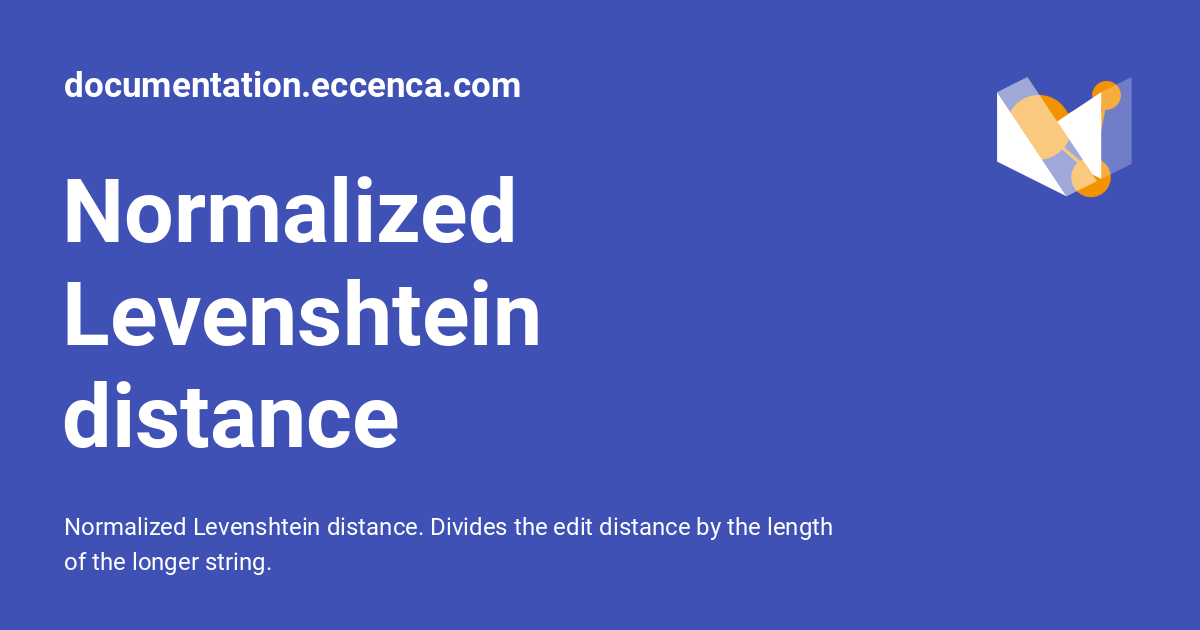 documentation.eccenca.com
Normalized
Levenshtein
distance
Normalized Levenshtein distance. Divides the edit distance by the length
of the longer string.